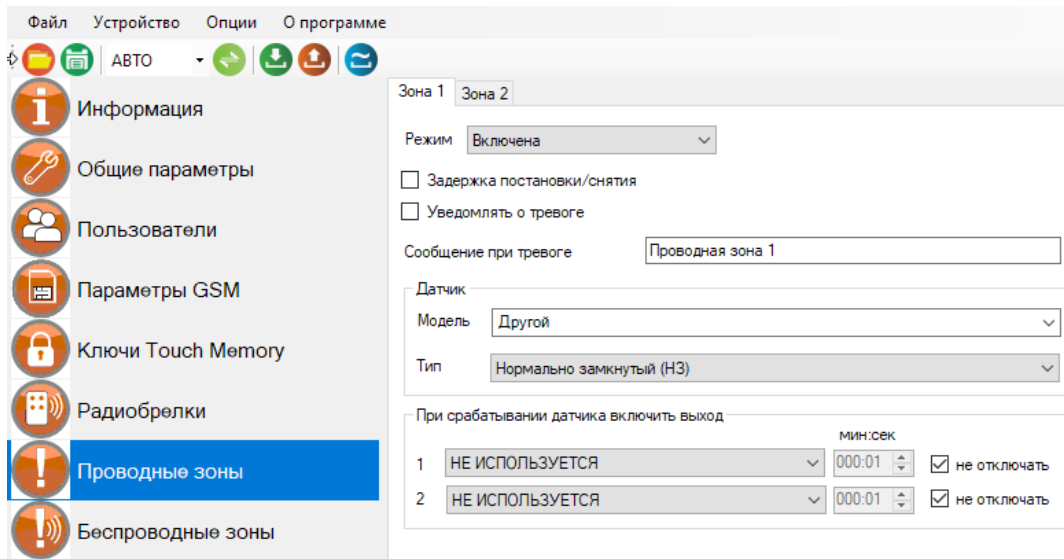 Файл Устройство Опции О программе
АВТО
Информация
Общие параметры
Пользователи
Параметры GSM
Ключи Touch Memory
Радиобрелки
Проводные зоны
Беспроводные зоны
Зона 1 Зона 2
Режим Включена
Задержка постановки/снятия
Уведомлять о тревоге
Сообщение при тревоге Проводная зона 1
Датчик
Модель Другой
Тип Нормально замкнутый (НЗ)
При срабатывании датчика включить выход
мин:сек
1 НЕ ИСПОЛЬЗУЕТСЯ 000:01 не отключать
2 НЕ ИСПОЛЬЗУЕТСЯ 000:01 не отключать